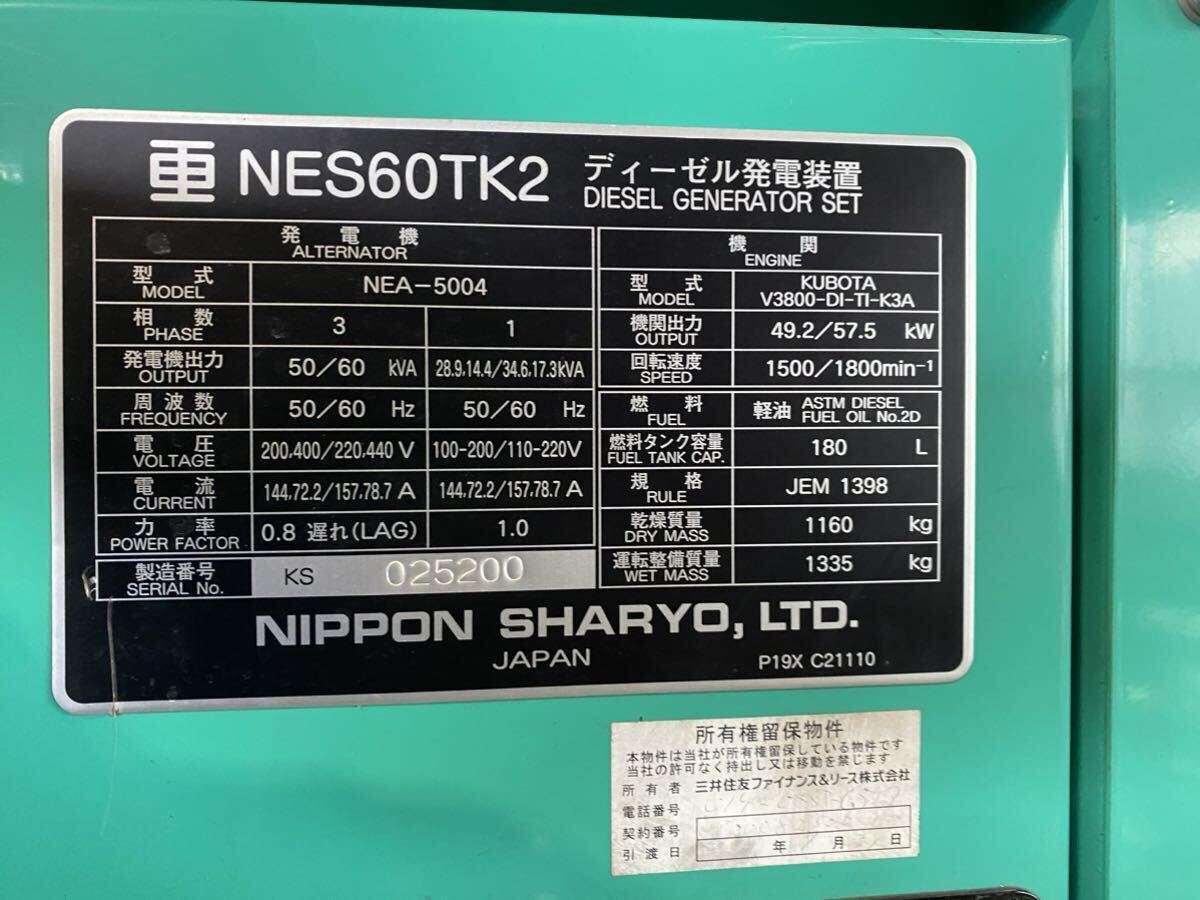 NES60TK2 ディーゼル発電装置
DIESEL GENERATOR SET
発電機
ALTERNATOR
型式 NEA-5004
MODEL
相数 3 1
PHASE
発電機出力 50/60 kVA 28.9,14.4/34.6,17.3kVA
OUTPUT
周波数 50/60 Hz 50/60 Hz
FREQUENCY
電圧 200,400/220,440 V 100-200/110-220V
VOLTAGE
電流 144,72.2/157,78.7 A 144,72.2/157,78.7 A
CURRENT
力率 0.8 遅れ(LAG) 1.0
POWER FACTOR
製造番号 KS 025200
SERIAL No.
機関
ENGINE
型式 KUBOTA
MODEL V3800-DI-TI-K3A
機関出力 49.2/57.5 kW
OUTPUT
回転速度 1500/1800min-1
SPEED
燃料 軽油 ASTM DIESEL
FUEL FUEL OIL No.2D
燃料タンク容量 180 L
FUEL TANK CAP.
規格 JEM 1398
RULE
乾燥質量 1160 kg
DRY MASS
運転整備質量 1335 kg
WET MASS
NIPPON SHARYO, LTD.
JAPAN
P19X C21110
所有権留保物件
本物件は当社が所有権留保している物件です
当社の許可なく持出し又は移動を禁じます
所有者 三井住友ファイナンス&リース株式会社
電話番号
契約番号
引渡日 年 月 日